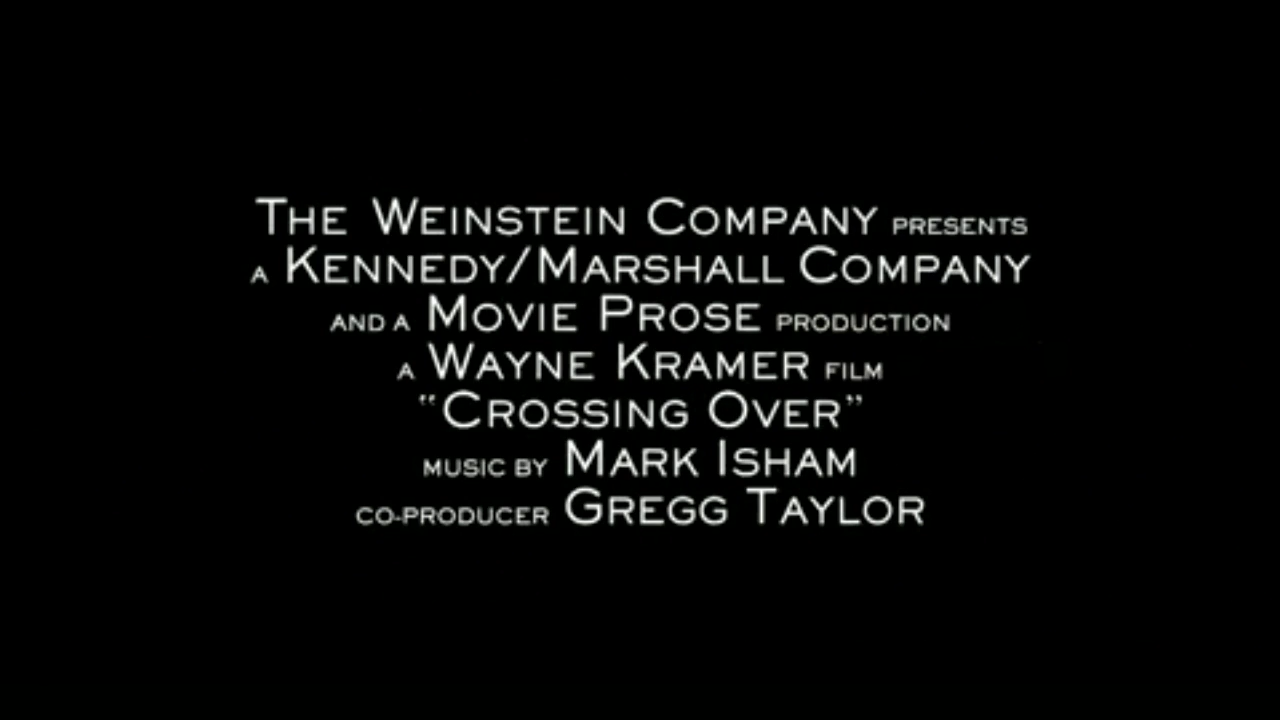 The Weinstein Company presents
a Kennedy/Marshall Company
and a Movie Prose production
a Wayne Kramer film
“Crossing Over”
music by Mark Isham
co-producer Gregg Taylor